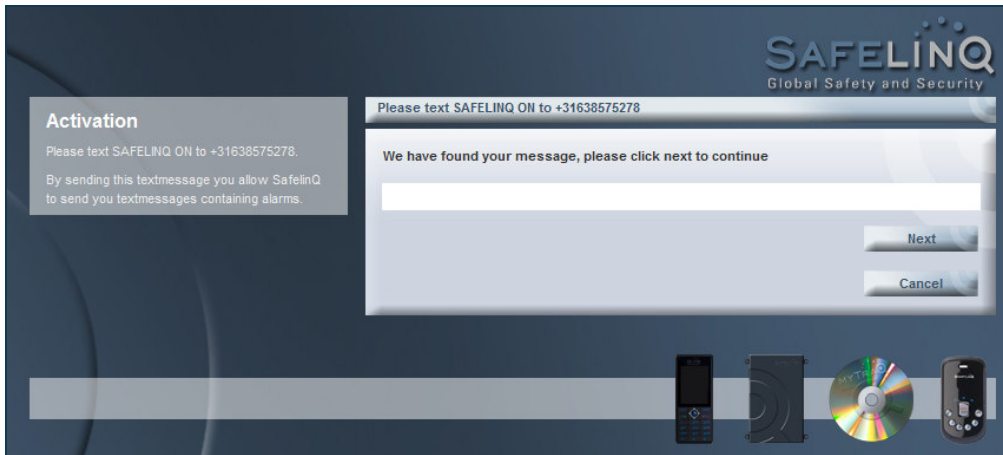 SAFELINQ
Global Safety and Security
Activation
Please text SAFELINQ ON to +31638575278.
By sending this textmessage you allow SafelinQ
to send you textmessages containing alarms.
Please text SAFELINQ ON to +31638575278
We have found your message, please click next to continue
Next
Cancel
MYTRAQ